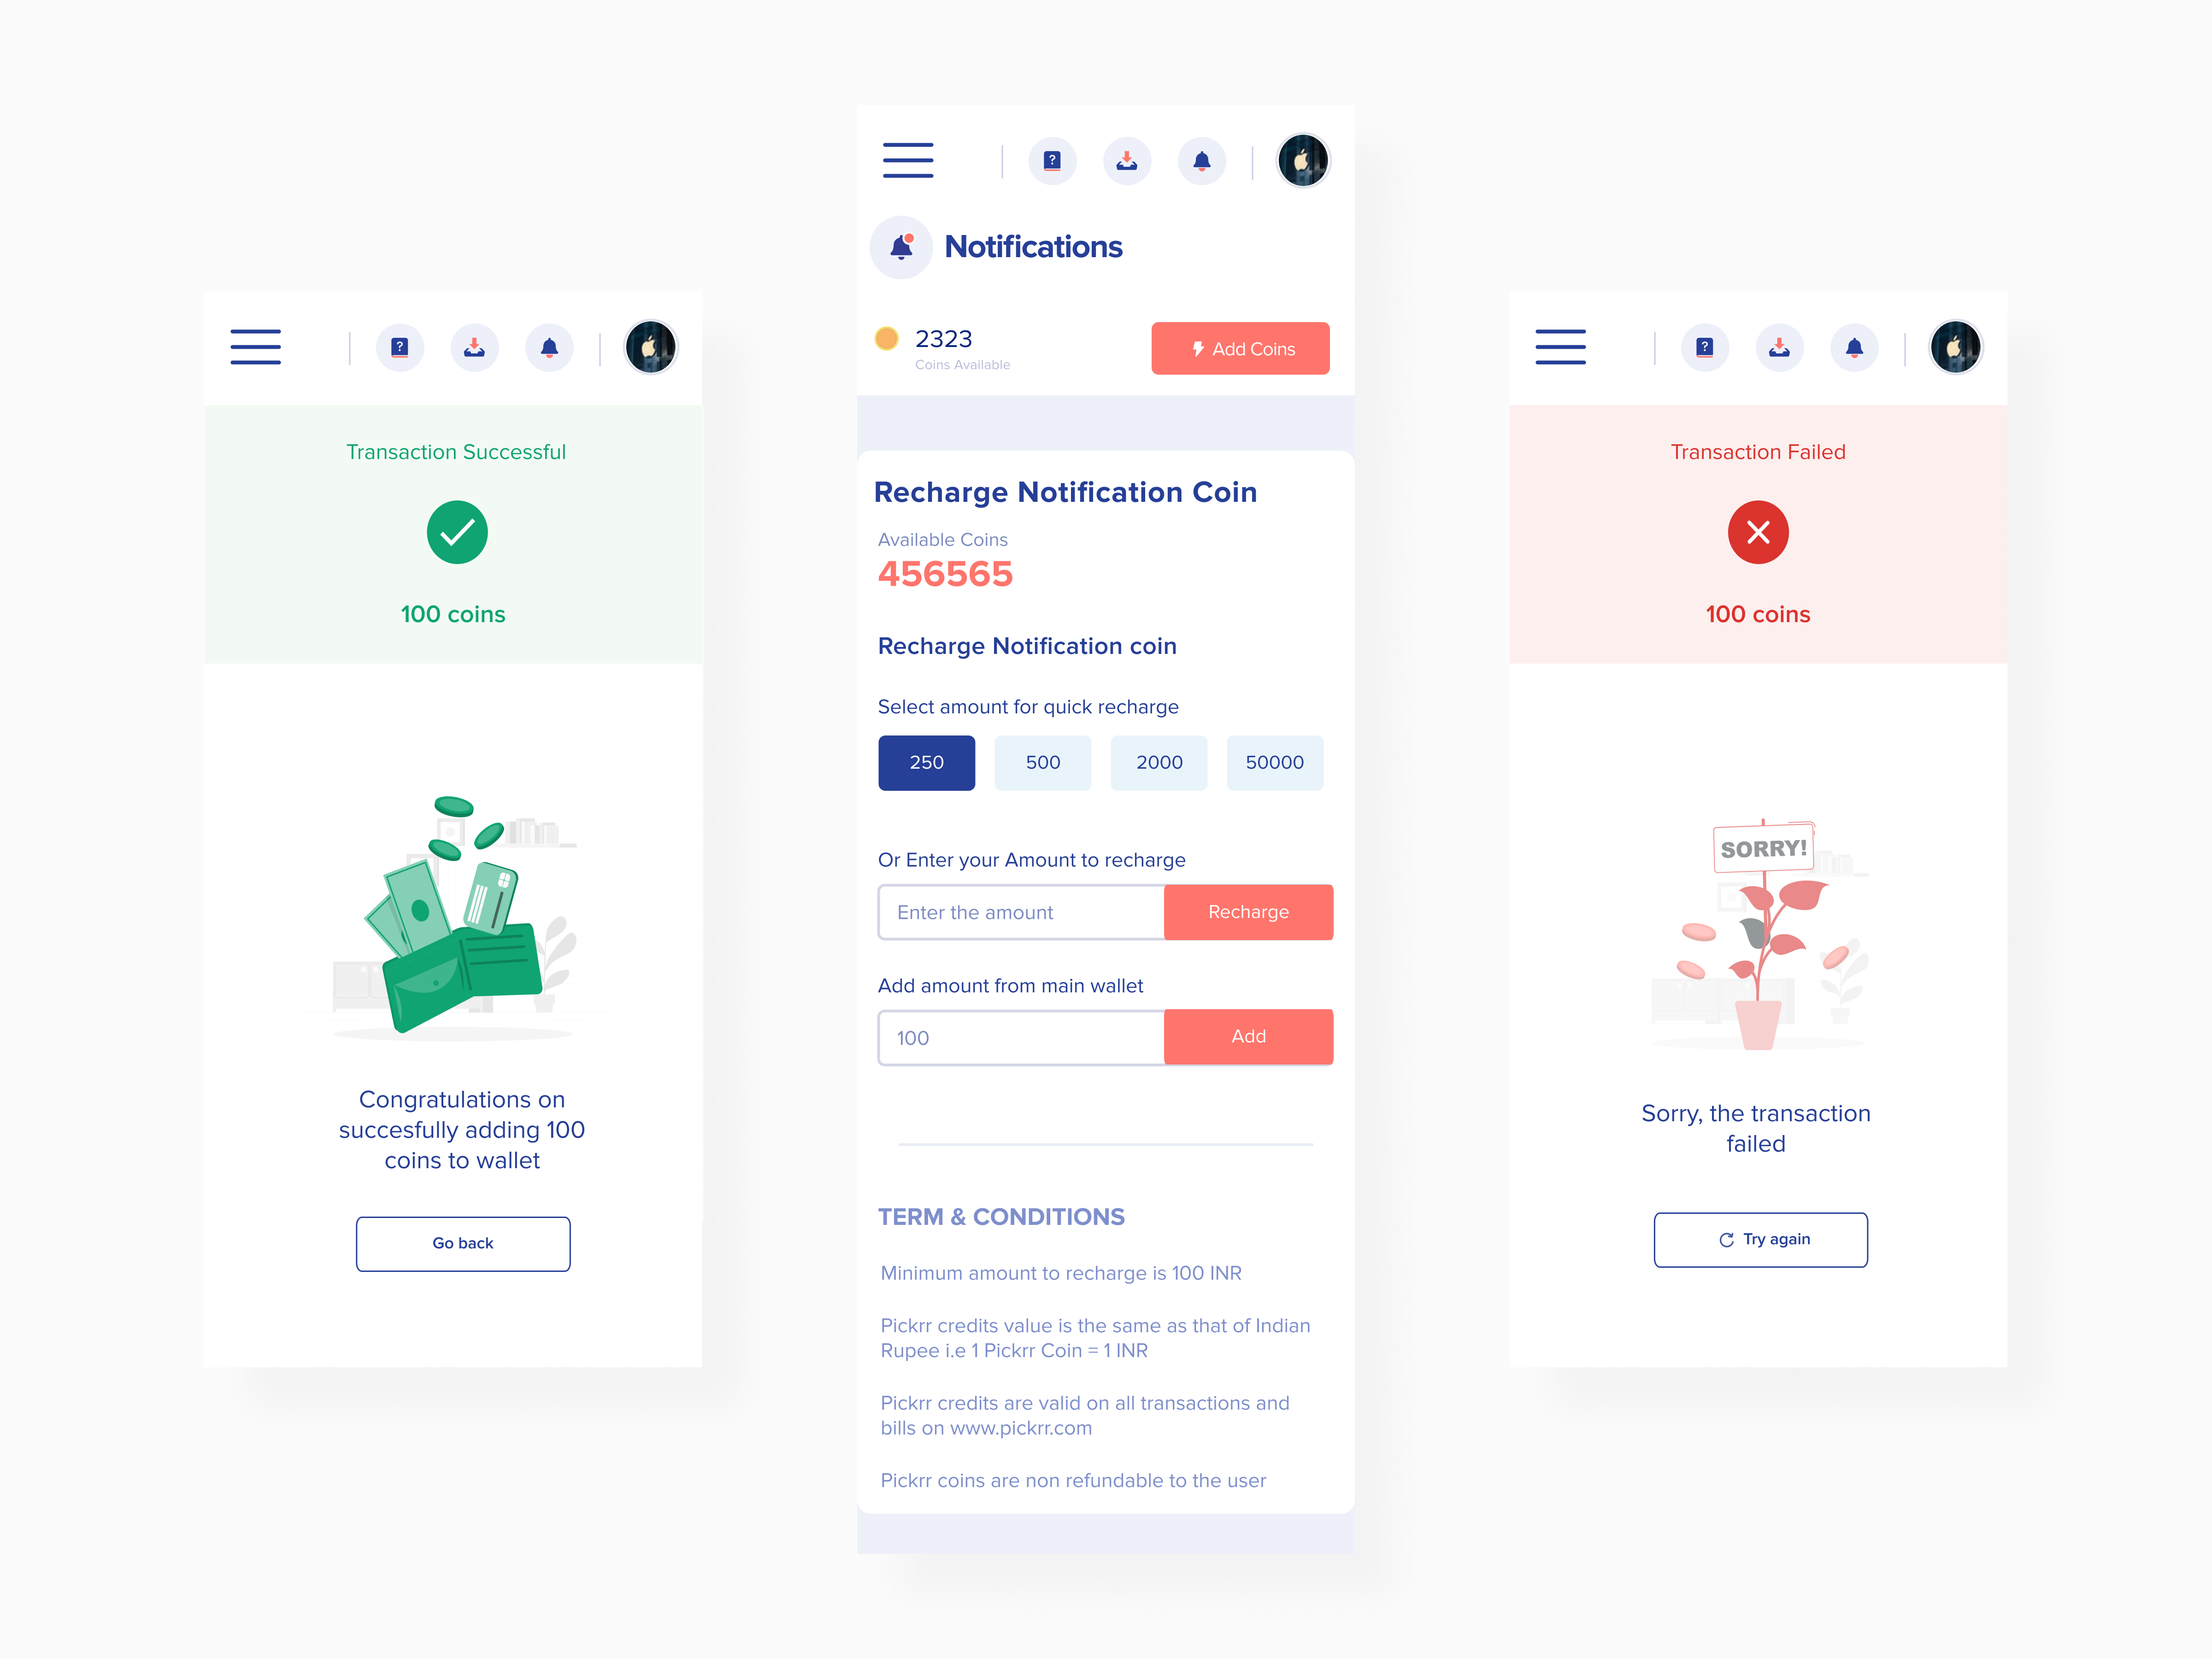 Transaction Successful
100 coins
Congratulations on
succesfully adding 100
coins to wallet
Go back
?
Notifications
2323
Coins Available
Add Coins
Recharge Notification Coin
Available Coins
456565
Recharge Notification coin
Select amount for quick recharge
250 500 2000 50000
Or Enter your Amount to recharge
Enter the amount Recharge
Add amount from main wallet
100 Add
TERM & CONDITIONS
Minimum amount to recharge is 100 INR
Pickrr credits value is the same as that of Indian
Rupee i.e 1 Pickrr Coin = 1 INR
Pickrr credits are valid on all transactions and
bills on www.pickrr.com
Pickrr coins are non refundable to the user
Transaction Failed
100 coins
SORRY!
Sorry, the transaction
failed
Try again